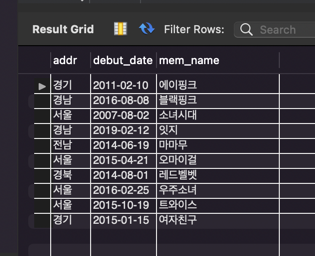 Result Grid Filter Rows: Search
addr debut_date mem_name
경기 2011-02-10 에이핑크
경남 2016-08-08 블랙핑크
서울 2007-08-02 소녀시대
경남 2019-02-12 잇지
전남 2014-06-19 마마무
서울 2015-04-21 오마이걸
경북 2014-08-01 레드벨벳
서울 2016-02-25 우주소녀
서울 2015-10-19 트와이스
경기 2015-01-15 여자친구